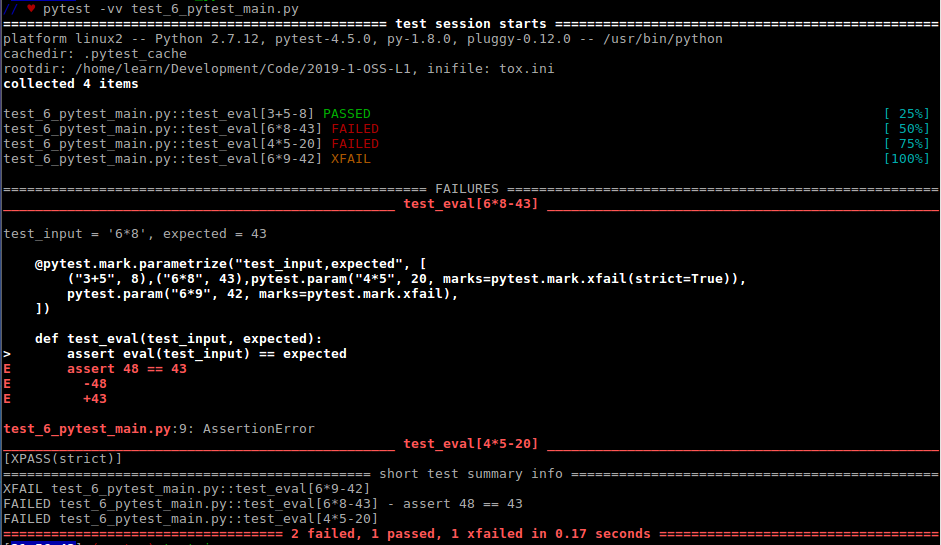 // ♥ pytest -vv test_6_pytest_main.py
================================================ test session starts ================================================
platform linux2 -- Python 2.7.12, pytest-4.5.0, py-1.8.0, pluggy-0.12.0 -- /usr/bin/python
cachedir: .pytest_cache
rootdir: /home/learn/Development/Code/2019-1-OSS-L1, inifile: tox.ini
collected 4 items
test_6_pytest_main.py::test_eval[3+5-8] PASSED [ 25%]
test_6_pytest_main.py::test_eval[6*8-43] FAILED [ 50%]
test_6_pytest_main.py::test_eval[4*5-20] FAILED [ 75%]
test_6_pytest_main.py::test_eval[6*9-42] XFAIL [100%]
===================================================== FAILURES ======================================================
_________________________________________________ test_eval[6*8-43] _________________________________________________
test_input = '6*8', expected = 43
    @pytest.mark.parametrize("test_input,expected", [
        ("3+5", 8),("6*8", 43),pytest.param("4*5", 20, marks=pytest.mark.xfail(strict=True)),
        pytest.param("6*9", 42, marks=pytest.mark.xfail),
    ])
    def test_eval(test_input, expected):
>       assert eval(test_input) == expected
E       assert 48 == 43
E         -48
E         +43
test_6_pytest_main.py:9: AssertionError
_________________________________________________ test_eval[4*5-20] _________________________________________________
[XPASS(strict)]
============================================== short test summary info ==============================================
XFAIL test_6_pytest_main.py::test_eval[6*9-42]
FAILED test_6_pytest_main.py::test_eval[6*8-43] - assert 48 == 43
FAILED test_6_pytest_main.py::test_eval[4*5-20]
=================================== 2 failed, 1 passed, 1 xfailed in 0.17 seconds ===================================